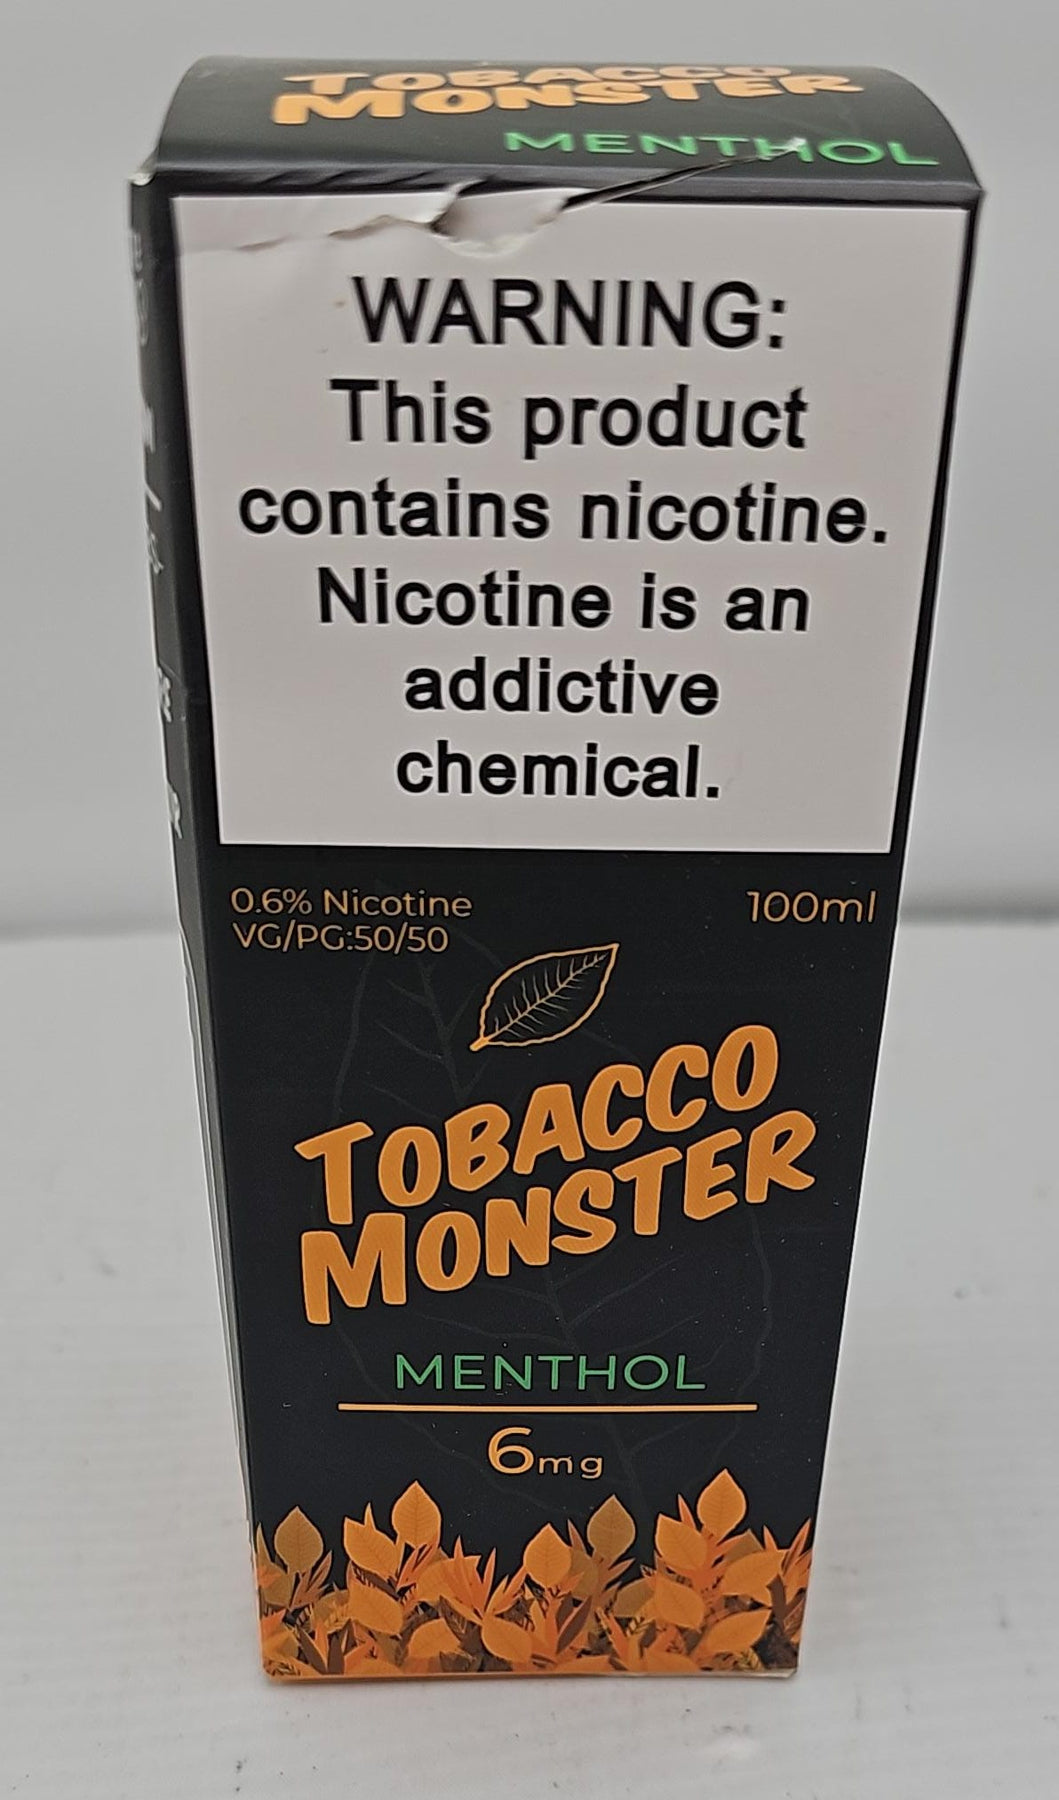 TOBACCO
MONSTER
MENTHOL
WARNING:
This product
contains nicotine.
Nicotine is an
addictive
chemical.
0.6% Nicotine
VG/PG:50/50
100ml
TOBACCO
MONSTER
MENTHOL
6mg